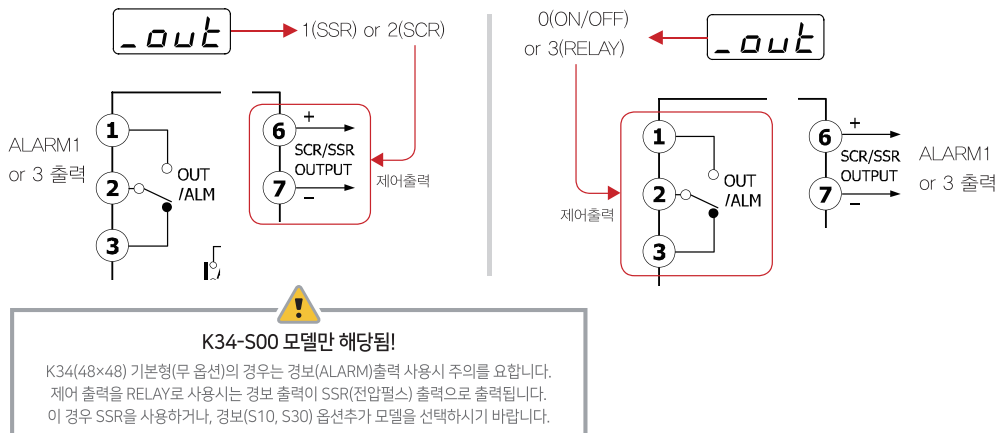 _out
1(SSR) or 2(SCR)
ALARM1
or 3 출력
1
2
3
OUT
/ALM
6
+
SCR/SSR
OUTPUT
7
−
제어출력
0(ON/OFF)
or 3(RELAY)
_out
제어출력
1
2
3
OUT
/ALM
6
+
SCR/SSR
OUTPUT
7
−
ALARM1
or 3 출력
K34-S00 모델만 해당됨!
K34(48×48) 기본형(무 옵션)의 경우는 경보(ALARM)출력 사용시 주의를 요합니다.
제어 출력을 RELAY로 사용시는 경보 출력이 SSR(전압펄스) 출력으로 출력됩니다.
이 경우 SSR을 사용하거나, 경보(S10, S30) 옵션추가 모델을 선택하시기 바랍니다.